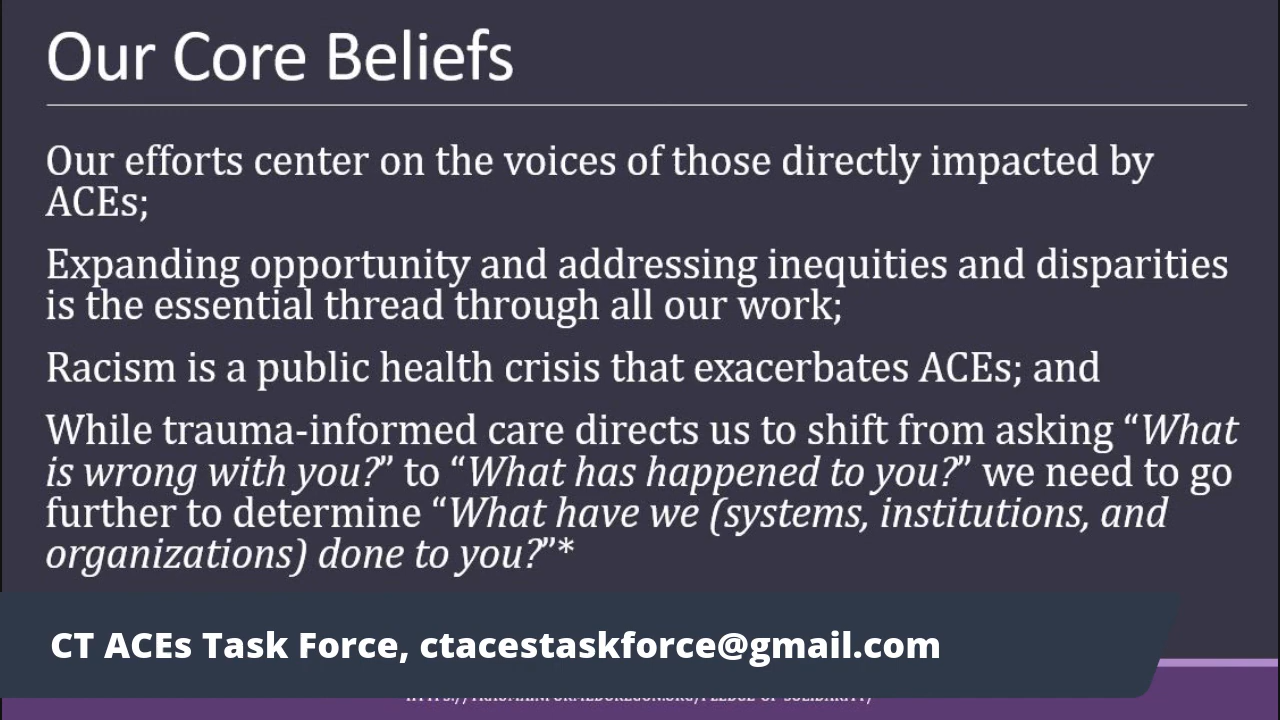 Our Core Beliefs
Our efforts center on the voices of those directly impacted by
ACEs;
Expanding opportunity and addressing inequities and disparities
is the essential thread through all our work;
Racism is a public health crisis that exacerbates ACEs; and
While trauma-informed care directs us to shift from asking “What
is wrong with you?” to “What has happened to you?” we need to go
further to determine “What have we (systems, institutions, and
organizations) done to you?”*
CT ACEs Task Force, ctacestaskforce@gmail.com